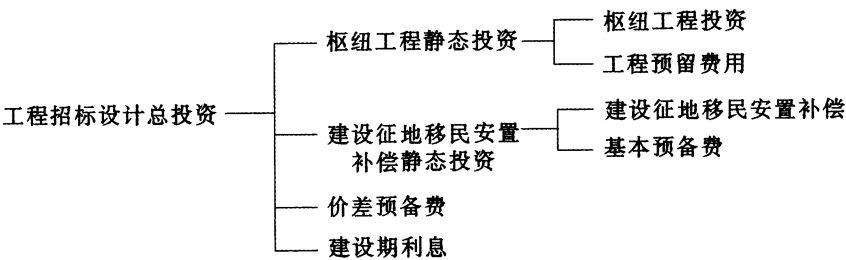 工程招标设计总投资
枢纽工程静态投资
枢纽工程投资
工程预留费用
建设征地移民安置
补偿静态投资
建设征地移民安置补偿
基本预备费
价差预备费
建设期利息